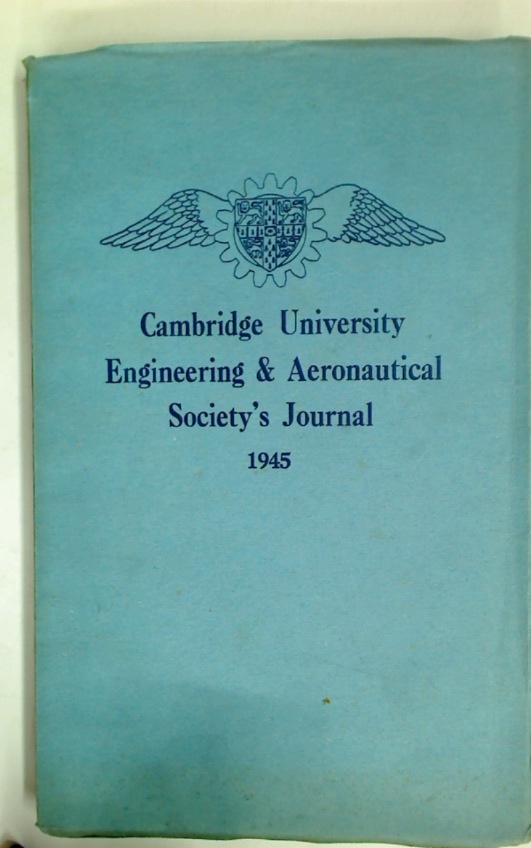 Cambridge University
Engineering & Aeronautical
Society's Journal
1945